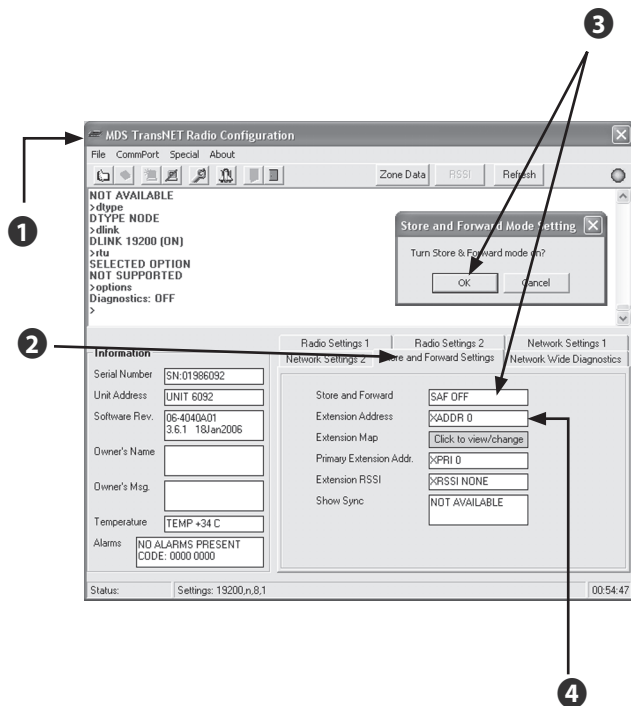 3
MDS TransNET Radio Configuration
File CommPort Special About
Zone Data RSSI Refresh
NOT AVAILABLE
>dtype
DTYPE NODE
>dlink
DLINK 19200 (ON)
>rtu
SELECTED OPTION
NOT SUPPORTED
>options
Diagnostics: OFF
>
Store and Forward Mode Setting
Turn Store & Forward mode on?
OK Cancel
1
2
Radio Settings 1 Radio Settings 2 Network Settings 1
Network Settings 2 and Forward Settings Network Wide Diagnostics
Information
Serial Number SN:01986092
Unit Address UNIT 6092
Software Rev. 06-4040A01
3.6.1 18Jan2006
Owner's Name
Owner's Msg.
Temperature TEMP +34 C
Alarms NO ALARMS PRESENT
CODE: 0000 0000
Store and Forward SAF OFF
Extension Address XADDR 0
Extension Map Click to view/change
Primary Extension Addr. XPRI 0
Extension RSSI XRSSI NONE
Show Sync NOT AVAILABLE
Status: Settings: 19200,n,8,1 00:54:47
4